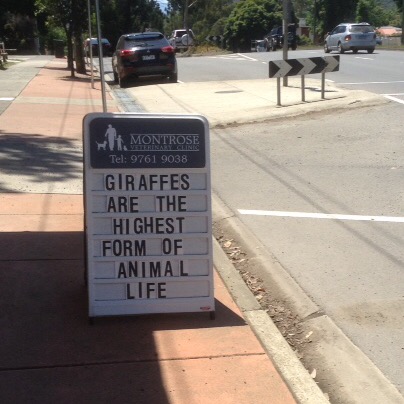 MONTROSE
VETERINARY CLINIC
Tel: 9761 9038
GIRAFFES
ARE THE
HIGHEST
FORM OF
ANIMAL
LIFE